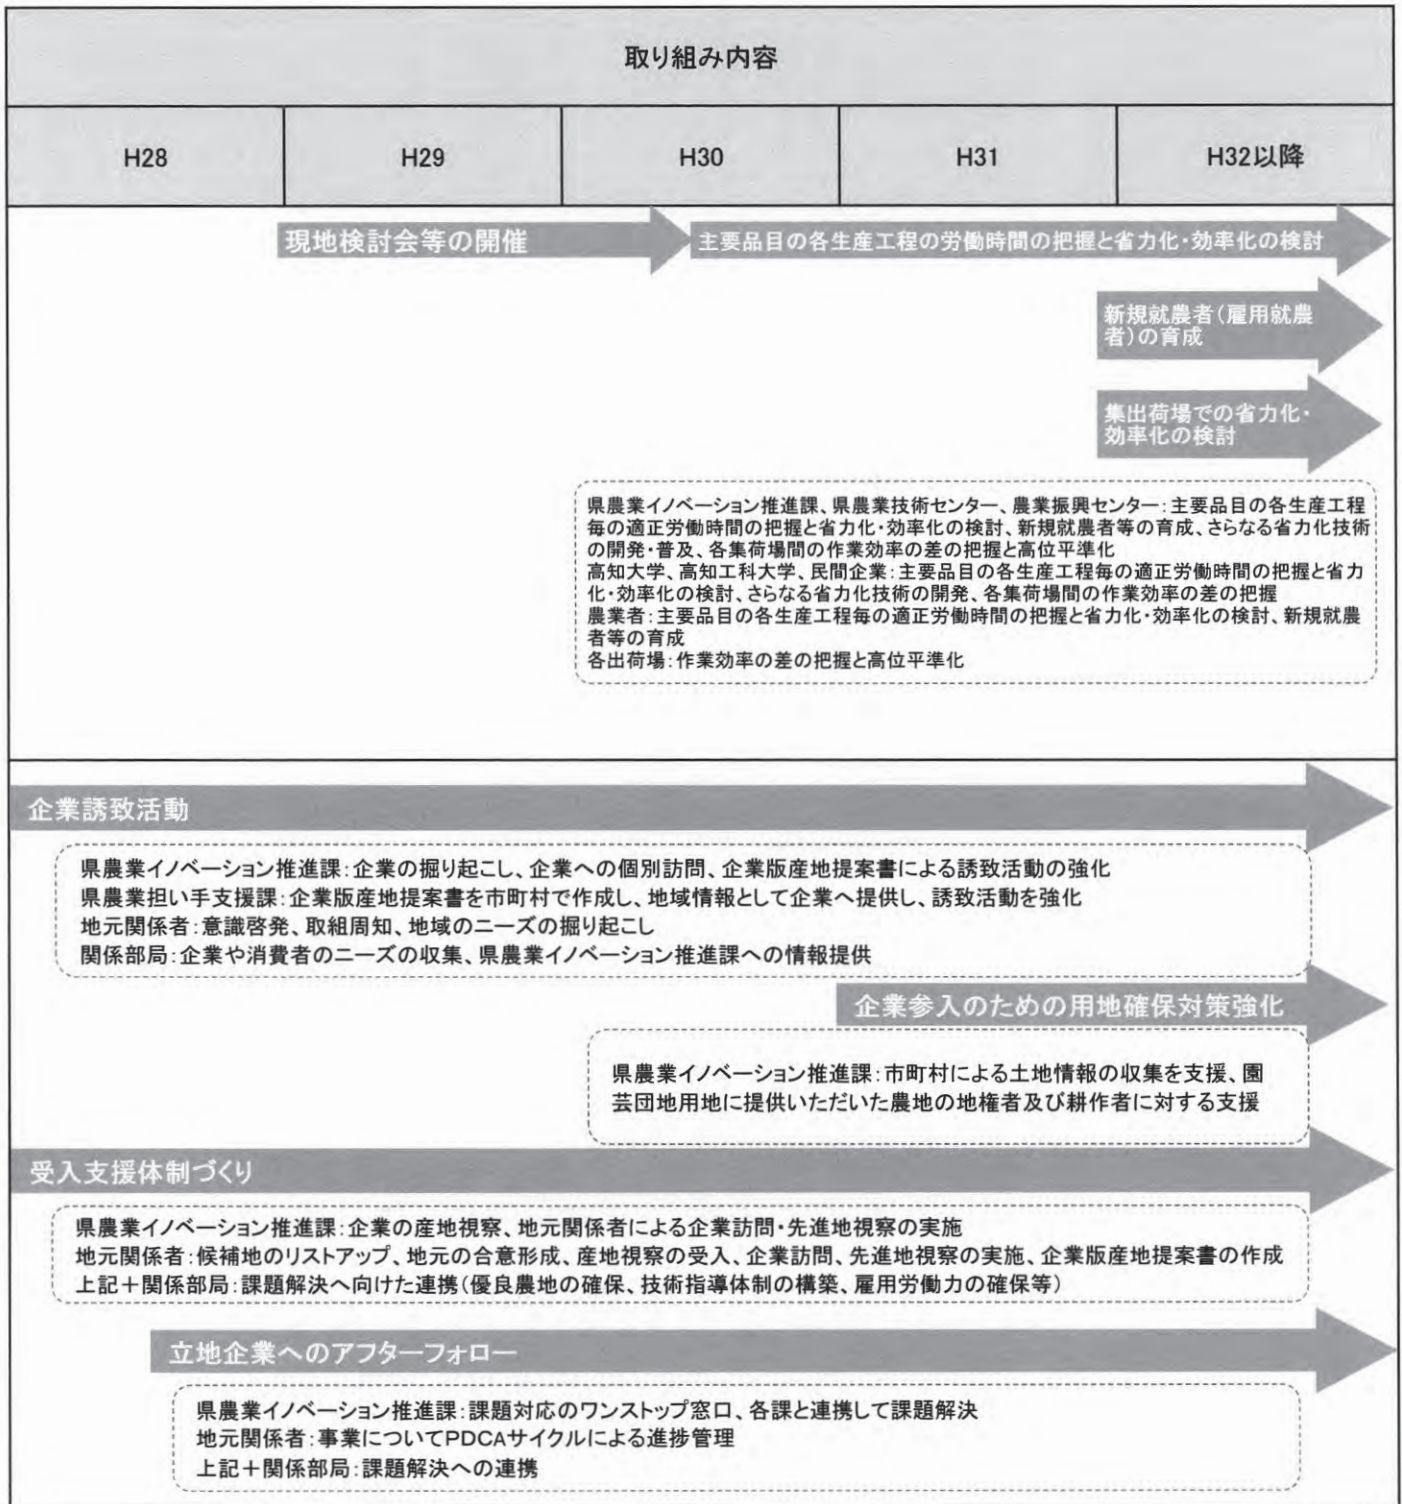 取り組み内容
H28
H29
H30
H31
H32以降
現地検討会等の開催
主要品目の各生産工程の労働時間の把握と省力化・効率化の検討
新規就農者(雇用就農
者)の育成
集出荷場での省力化・
効率化の検討
県農業イノベーション推進課、県農業技術センター、農業振興センター:主要品目の各生産工程
毎の適正労働時間の把握と省力化・効率化の検討、新規就農者等の育成、さらなる省力化技術
の開発・普及、各集荷場間の作業効率の差の把握と高位平準化
高知大学、高知工科大学、民間企業:主要品目の各生産工程毎の適正労働時間の把握と省力
化・効率化の検討、さらなる省力化技術の開発、各集荷場間の作業効率の差の把握
農業者:主要品目の各生産工程毎の適正労働時間の把握と省力化・効率化の検討、新規就農
者等の育成
各出荷場:作業効率の差の把握と高位平準化
企業誘致活動
県農業イノベーション推進課:企業の掘り起こし、企業への個別訪問、企業版産地提案書による誘致活動の強化
県農業担い手支援課:企業版産地提案書を市町村で作成し、地域情報として企業へ提供し、誘致活動を強化
地元関係者:意識啓発、取組周知、地域のニーズの掘り起こし
関係部局:企業や消費者のニーズの収集、県農業イノベーション推進課への情報提供
企業参入のための用地確保対策強化
県農業イノベーション推進課:市町村による土地情報の収集を支援、園
芸団地用地に提供いただいた農地の地権者及び耕作者に対する支援
受入支援体制づくり
県農業イノベーション推進課:企業の産地視察、地元関係者による企業訪問・先進地視察の実施
地元関係者:候補地のリストアップ、地元の合意形成、産地視察の受入、企業訪問、先進地視察の実施、企業版産地提案書の作成
上記+関係部局:課題解決へ向けた連携(優良農地の確保、技術指導体制の構築、雇用労働力の確保等)
立地企業へのアフターフォロー
県農業イノベーション推進課:課題対応のワンストップ窓口、各課と連携して課題解決
地元関係者:事業についてPDCAサイクルによる進捗管理
上記+関係部局:課題解決への連携